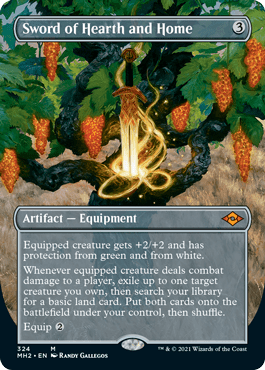 Sword of Hearth and Home 3
Artifact — Equipment
Equipped creature gets +2/+2 and has
protection from green and from white.
Whenever equipped creature deals combat
damage to a player, exile up to one target
creature you own, then search your library
for a basic land card. Put both cards onto the
battlefield under your control, then shuffle.
Equip 2
324 M
MH2 • EN RANDY GALLEGOS ™ & © 2021 Wizards of the Coast